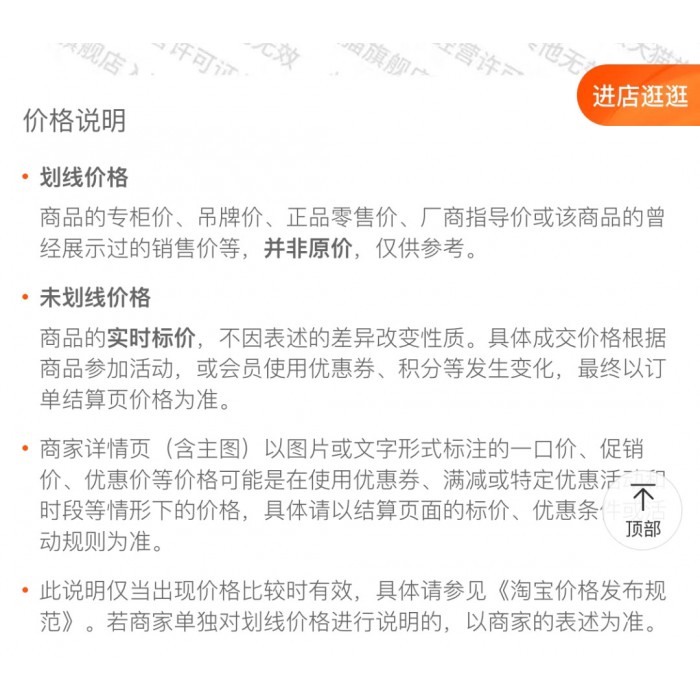 旗舰店
许可证
无效
猫旗舰店
经营许可
其他无效
天猫
进店逛逛
价格说明
划线价格
商品的专柜价、吊牌价、正品零售价、厂商指导价或该商品的曾
经展示过的销售价等，并非原价，仅供参考。
未划线价格
商品的实时标价，不因表述的差异改变性质。具体成交价格根据
商品参加活动，或会员使用优惠券、积分等发生变化，最终以订
单结算页价格为准。
商家详情页（含主图）以图片或文字形式标注的一口价、促销
价、优惠价等价格可能是在使用优惠券、满减或特定优惠活动和
时段等情形下的价格，具体请以结算页面的标价、优惠条件或活
动规则为准。
顶部
此说明仅当出现价格比较时有效，具体请参见《淘宝价格发布规
范》。若商家单独对划线价格进行说明的，以商家的表述为准。